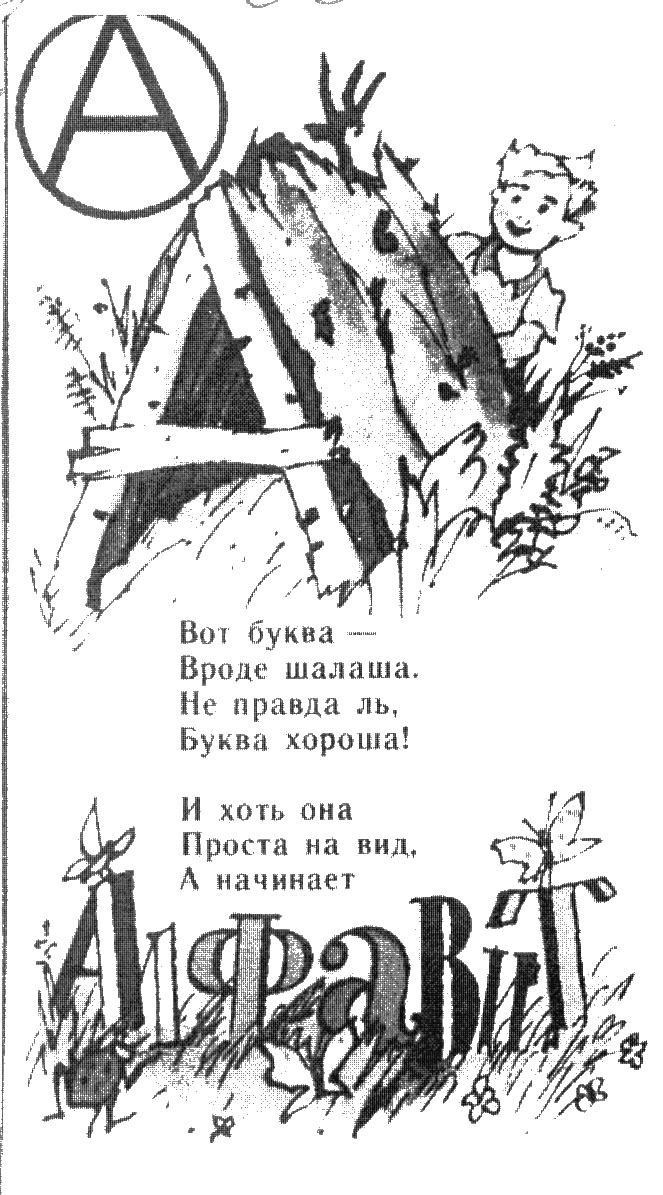 А
Вот буква —
Вроде шалаша.
Не правда ль,
Буква хороша!
И хоть она
Проста на вид,
А начинает
Алфавит